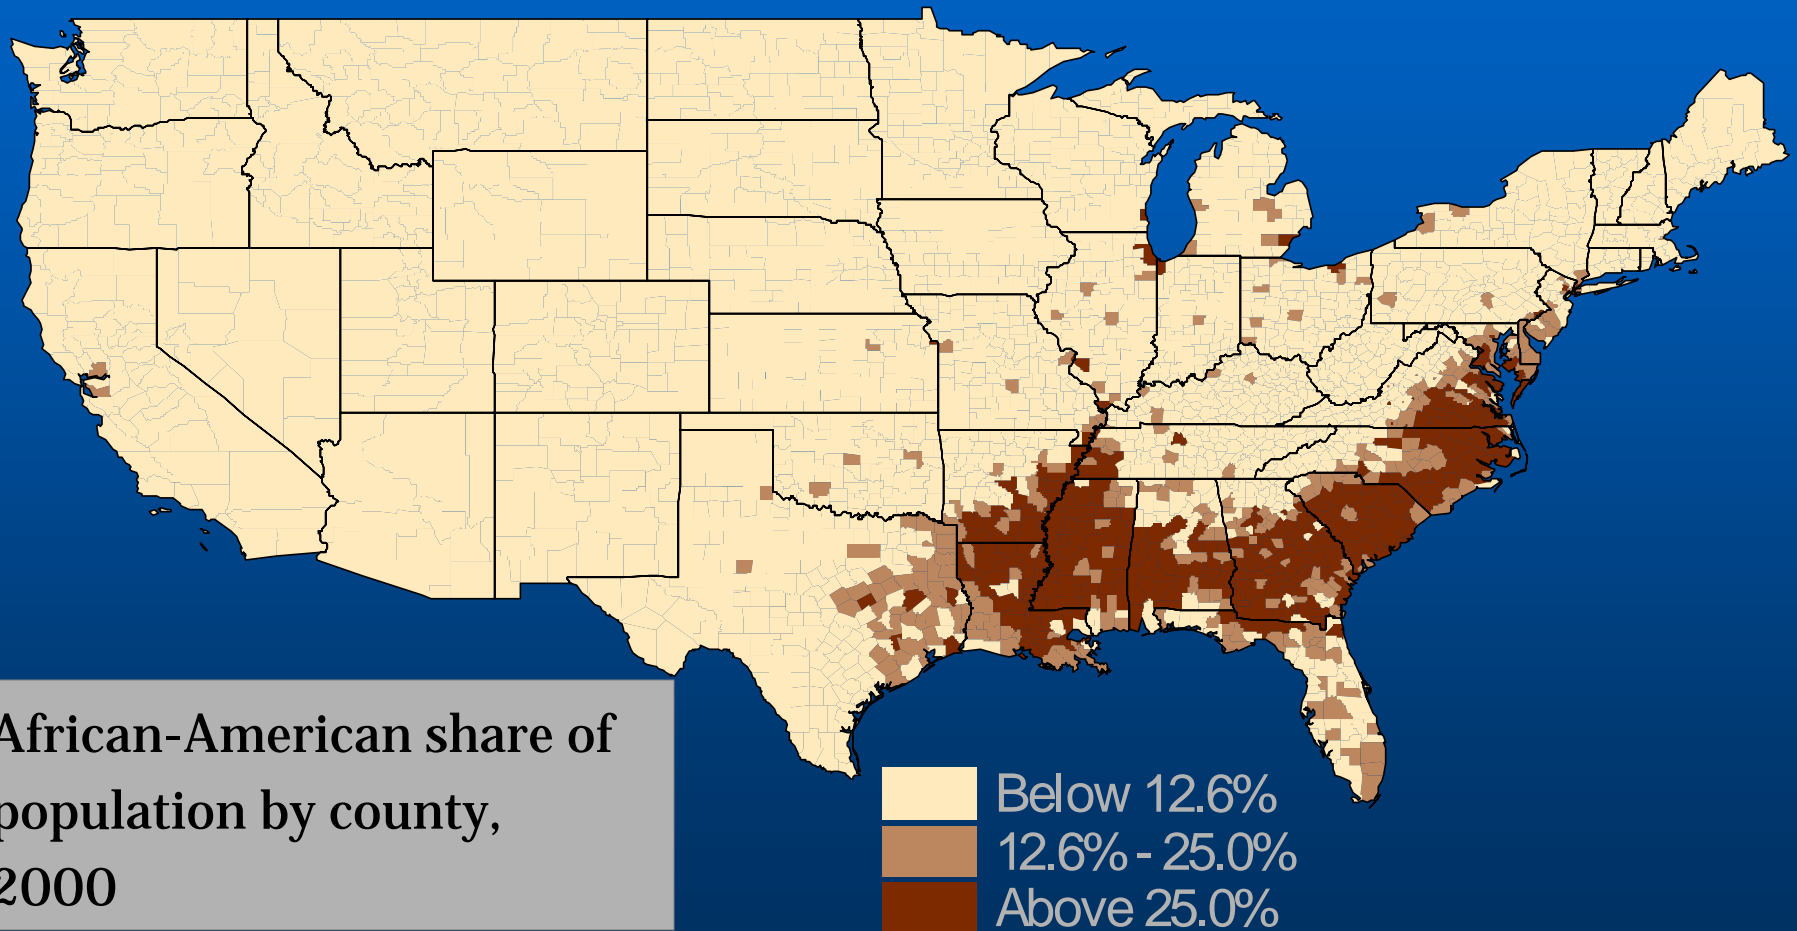 African-American share of
population by county,
2000
Below 12.6%
12.6% - 25.0%
Above 25.0%